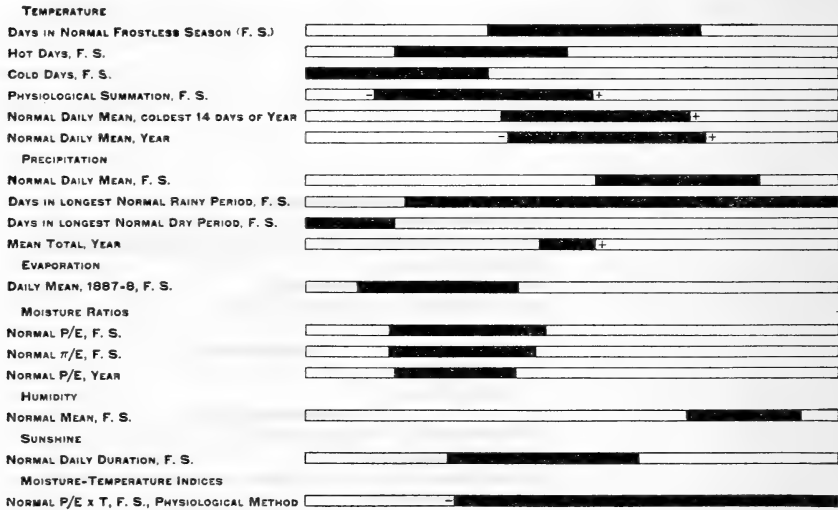 TEMPERATURE
DAYS IN NORMAL FROSTLESS SEASON (F. S.)
HOT DAYS, F. S.
COLD DAYS, F. S.
PHYSIOLOGICAL SUMMATION, F. S. - +
NORMAL DAILY MEAN, COLDEST 14 DAYS OF YEAR +
NORMAL DAILY MEAN, YEAR - +
PRECIPITATION
NORMAL DAILY MEAN, F. S.
DAYS IN LONGEST NORMAL RAINY PERIOD, F. S.
DAYS IN LONGEST NORMAL DRY PERIOD, F. S.
MEAN TOTAL, YEAR +
EVAPORATION
DAILY MEAN, 1887-8, F. S.
MOISTURE RATIOS
NORMAL P/E, F. S.
NORMAL π/E, F. S.
NORMAL P/E, YEAR
HUMIDITY
NORMAL MEAN, F. S.
SUNSHINE
NORMAL DAILY DURATION, F. S.
MOISTURE-TEMPERATURE INDICES
NORMAL P/E x T, F. S., PHYSIOLOGICAL METHOD -